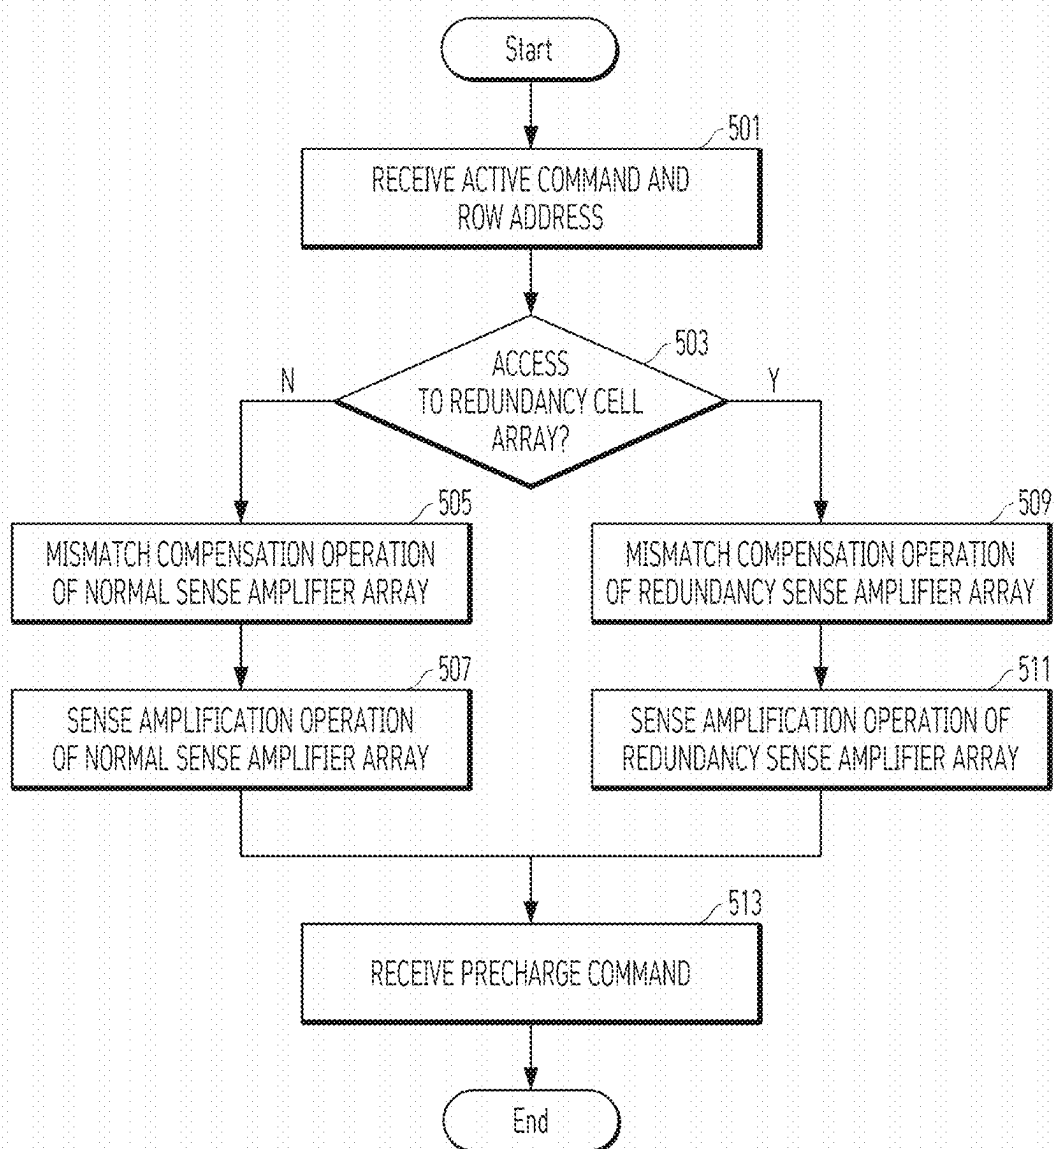 Start
501
RECEIVE ACTIVE COMMAND AND
ROW ADDRESS
503
ACCESS
TO REDUNDANCY CELL
ARRAY?
N
Y
505
MISMATCH COMPENSATION OPERATION
OF NORMAL SENSE AMPLIFIER ARRAY
509
MISMATCH COMPENSATION OPERATION
OF REDUNDANCY SENSE AMPLIFIER ARRAY
507
SENSE AMPLIFICATION OPERATION
OF NORMAL SENSE AMPLIFIER ARRAY
511
SENSE AMPLIFICATION OPERATION OF
REDUNDANCY SENSE AMPLIFIER ARRAY
513
RECEIVE PRECHARGE COMMAND
End